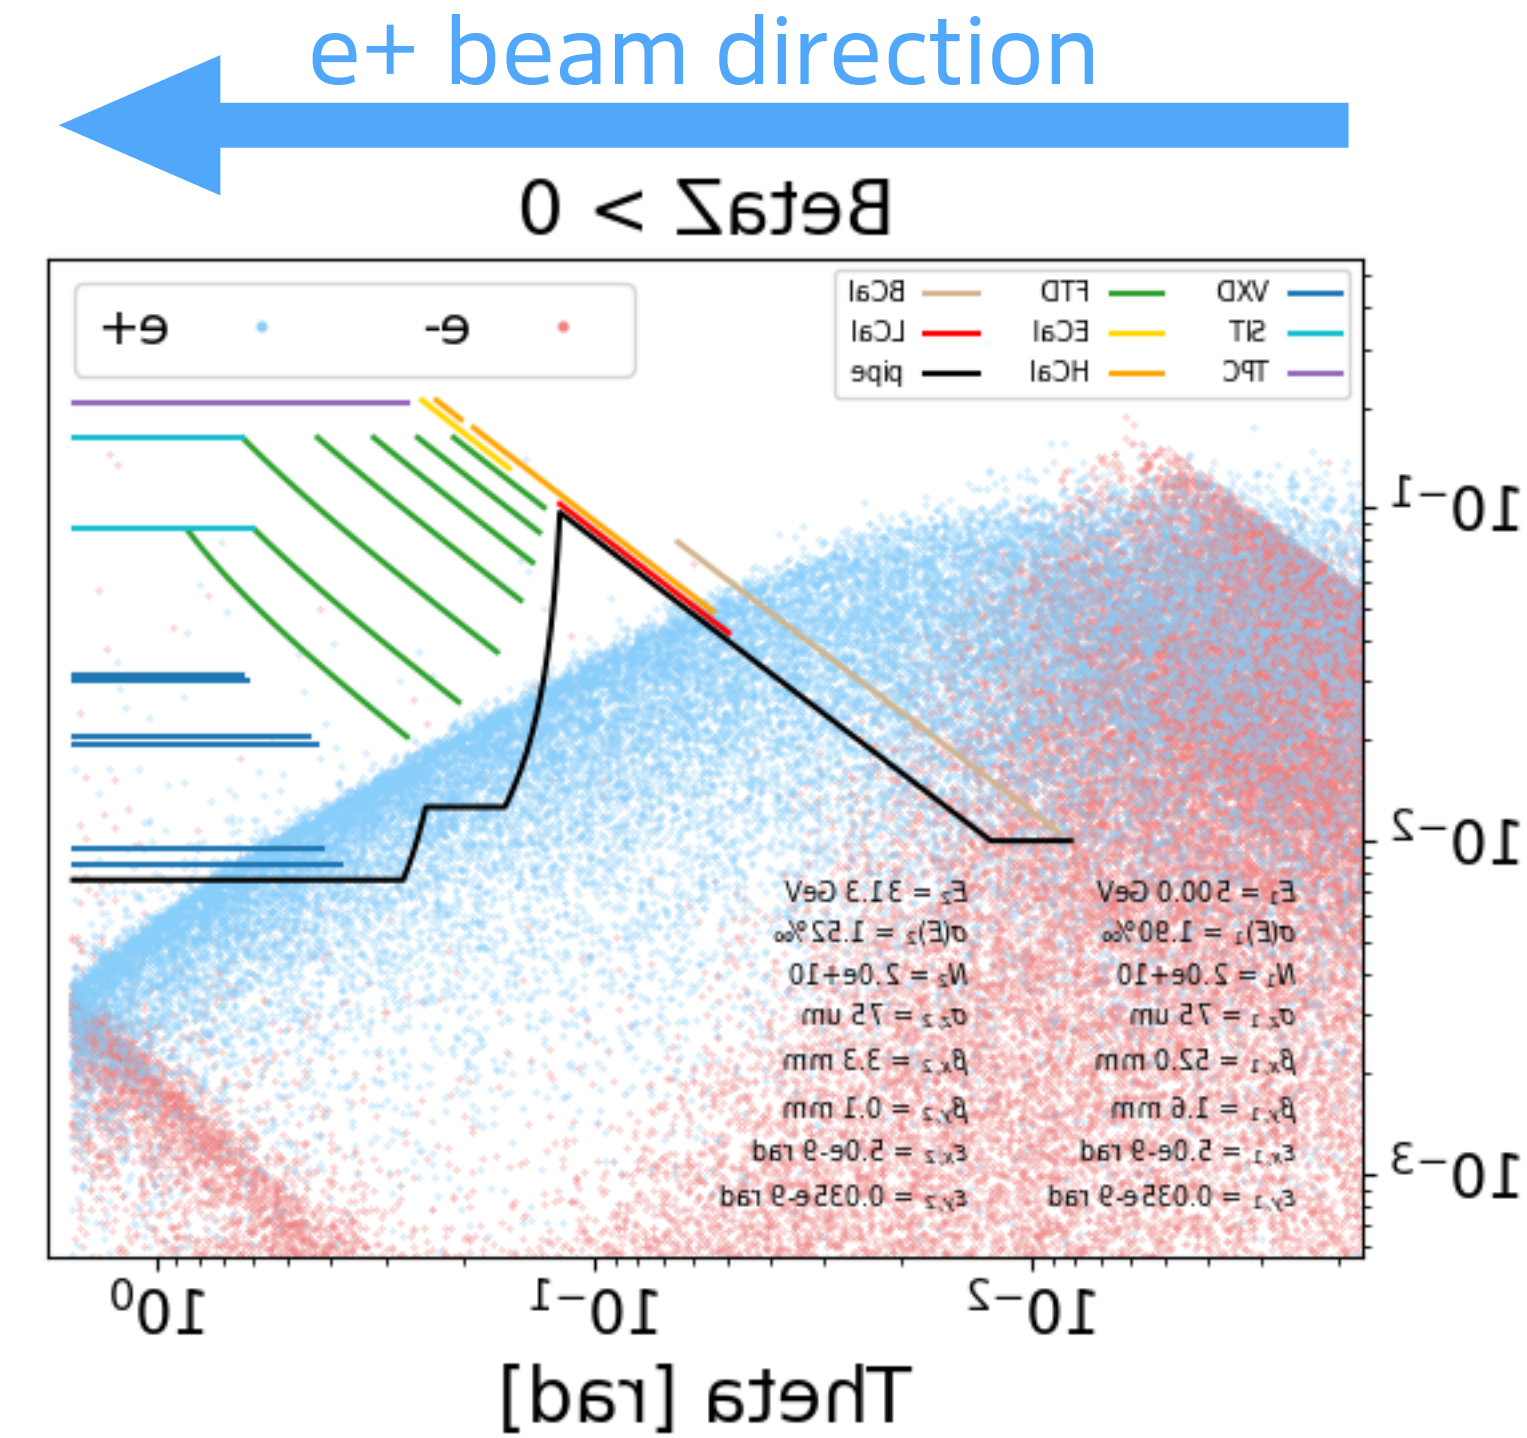 e+ beam direction
BetaZ > 0
e- e+
VXD FTD BCal
SIT ECal LCal
TPC HCal pipe
10⁻¹
10⁻²
10⁻³
E₁ = 500.0 GeV E₂ = 31.3 GeV
σ(E)₁ = 1.90‰ σ(E)₂ = 1.52‰
N₁ = 2.0e+10 N₂ = 2.0e+10
σz,1 = 75 um σz,2 = 75 um
βx,1 = 52.0 mm βx,2 = 3.3 mm
βy,1 = 1.6 mm βy,2 = 0.1 mm
εx,1 = 5.0e-9 rad εx,2 = 5.0e-9 rad
εy,1 = 0.035e-9 rad εy,2 = 0.035e-9 rad
10⁻² 10⁻¹ 10⁰
Theta [rad]